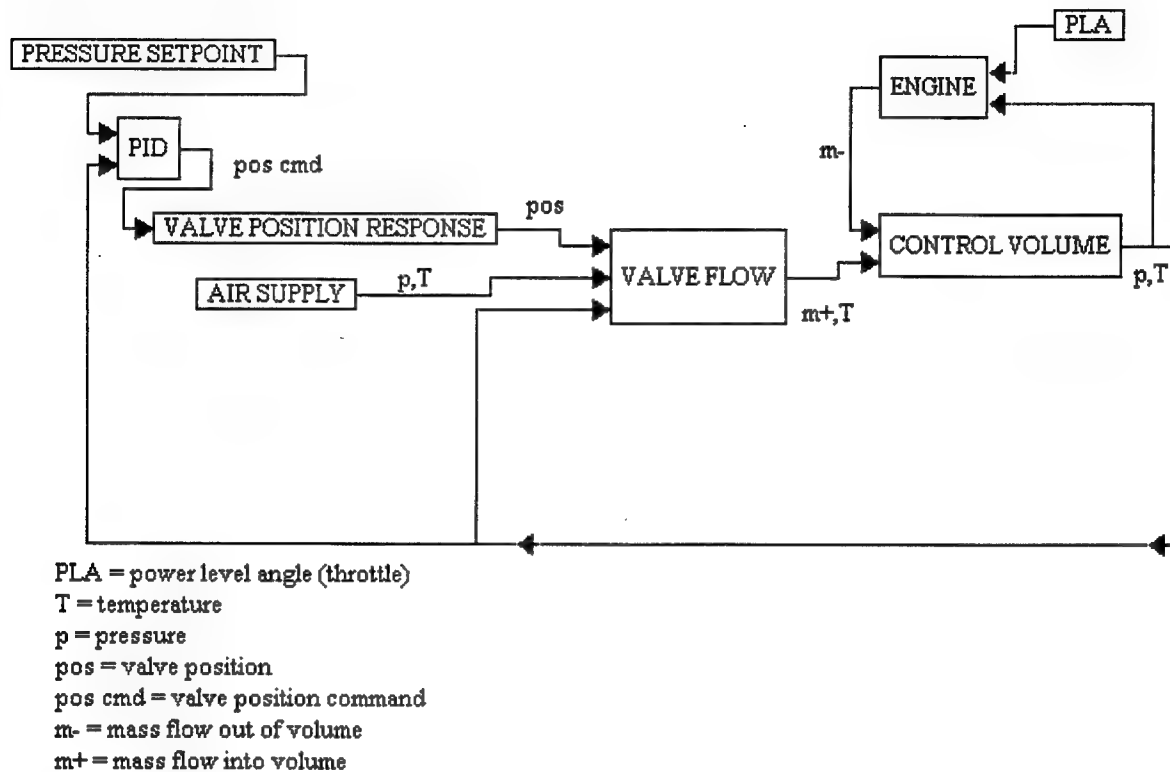 PLA
PRESSURE SETPOINT
ENGINE
PID
m-
pos cmd
pos
VALVE POSITION RESPONSE
CONTROL VOLUME
VALVE FLOW
p,T
p,T
AIR SUPPLY
m+,T
PLA = power level angle (throttle)
T = temperature
p = pressure
pos = valve position
pos cmd = valve position command
m- = mass flow out of volume
m+ = mass flow into volume